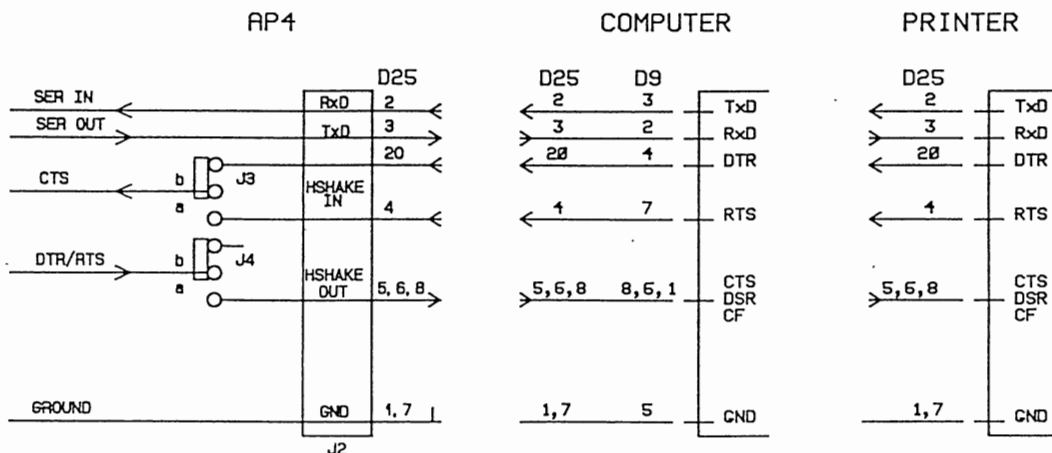 AP4 COMPUTER PRINTER
D25 D25 D9 D25
SER IN RxD 2 2 3 TxD 2 TxD
SER OUT TxD 3 3 2 RxD 3 RxD
20 20 4 DTR 20 DTR
CTS b J3 HSHAKE IN
a 4 4 7 RTS 4 RTS
DTR/RTS b J4 HSHAKE OUT
a 5,6,8 5,6,8 8,6,1 CTS DSR CF 5,6,8 CTS DSR CF
GROUND GND 1,7 1,7 5 GND 1,7 GND
J2